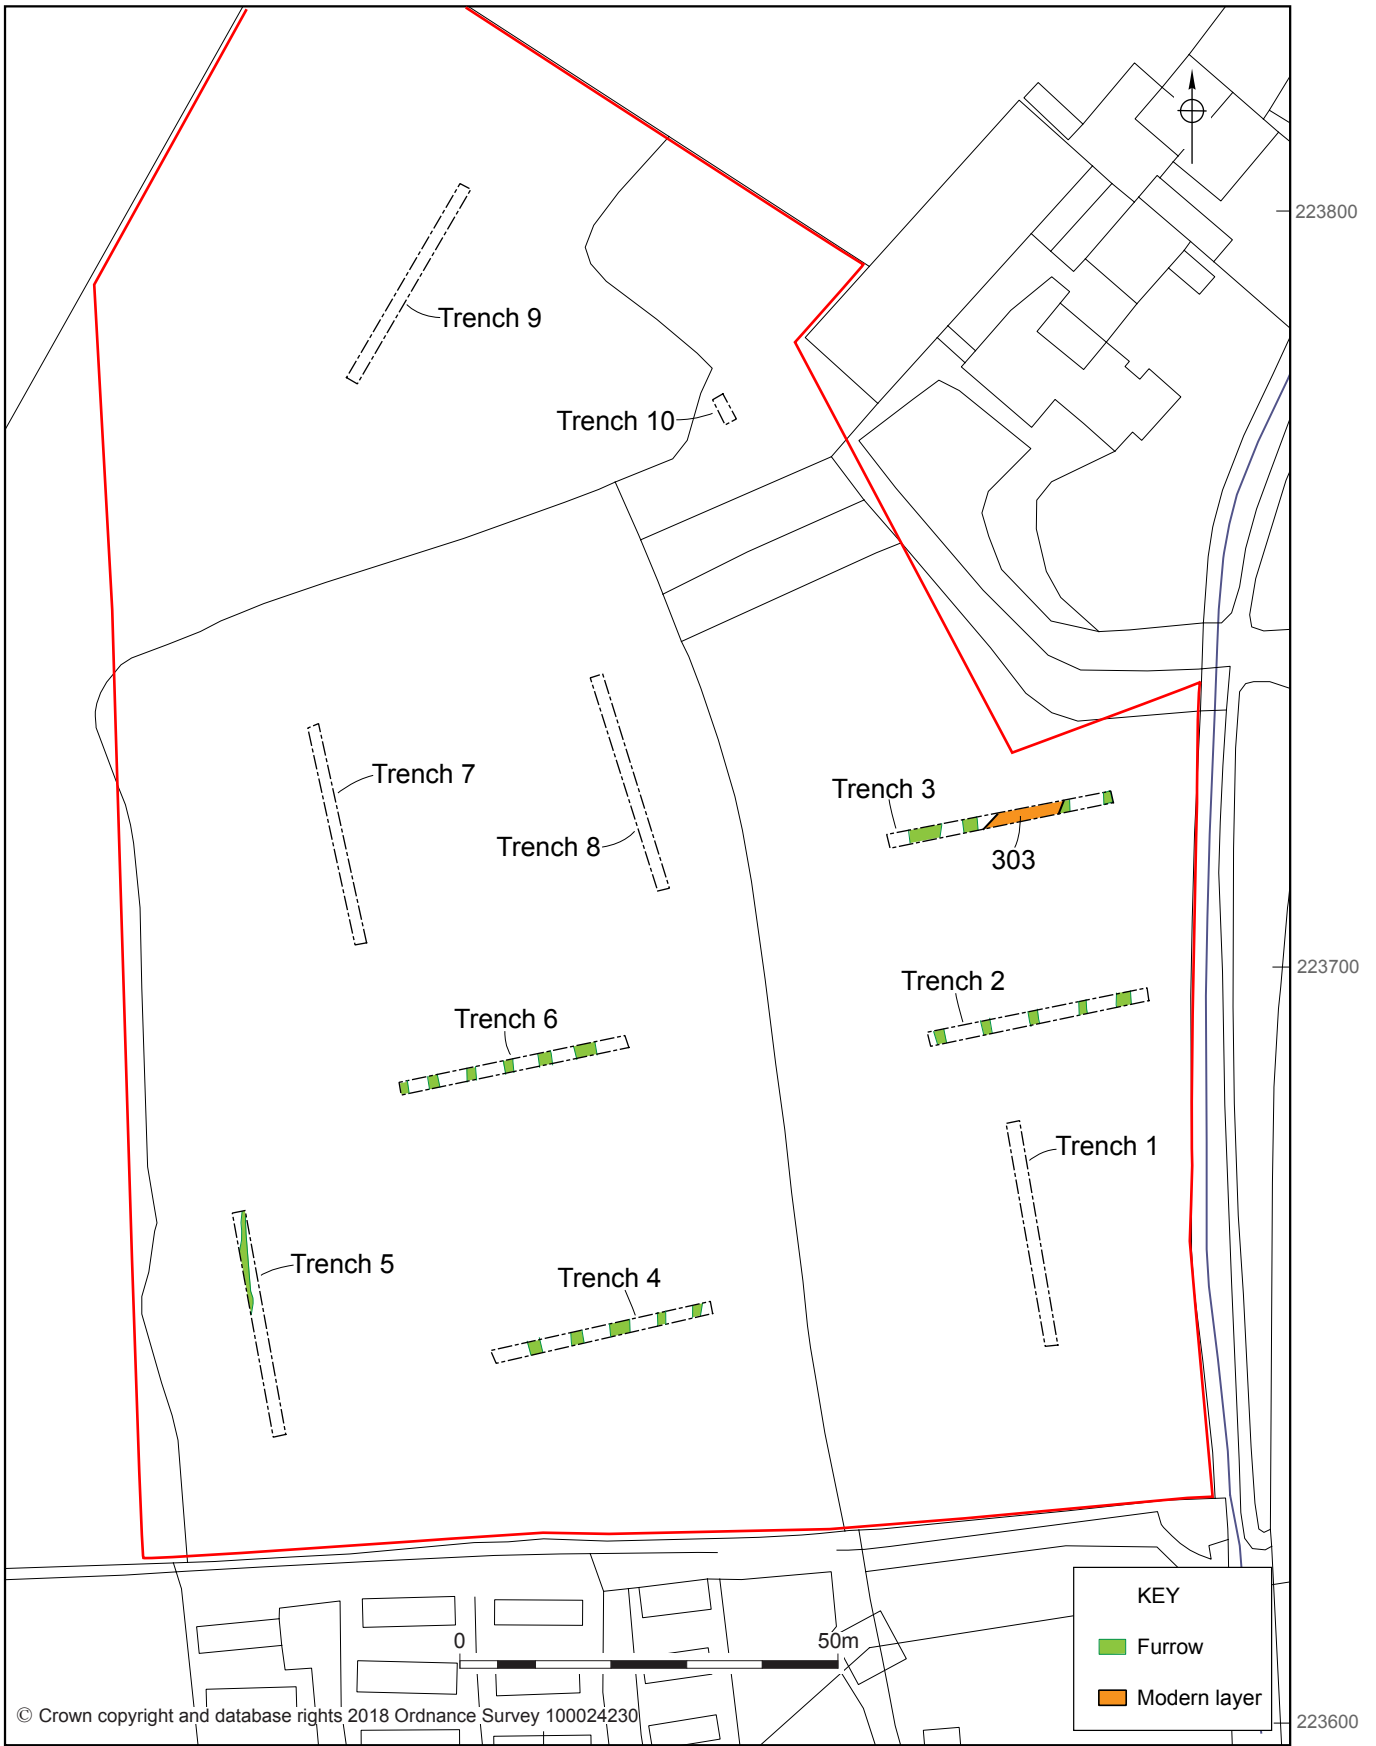 223800
Trench 9
Trench 10
Trench 7
Trench 3
Trench 8
303
223700
Trench 2
Trench 6
Trench 1
Trench 5
Trench 4
KEY
0
50m
Furrow
Modern layer
© Crown copyright and database rights 2018 Ordnance Survey 100024230
223600